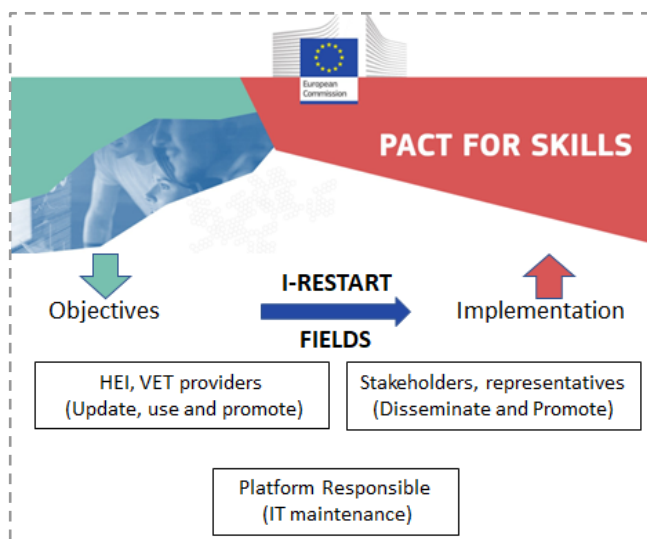 European
Commission
PACT FOR SKILLS
I-RESTART
Objectives
Implementation
FIELDS
HEI, VET providers
(Update, use and promote)
Stakeholders, representatives
(Disseminate and Promote)
Platform Responsible
(IT maintenance)